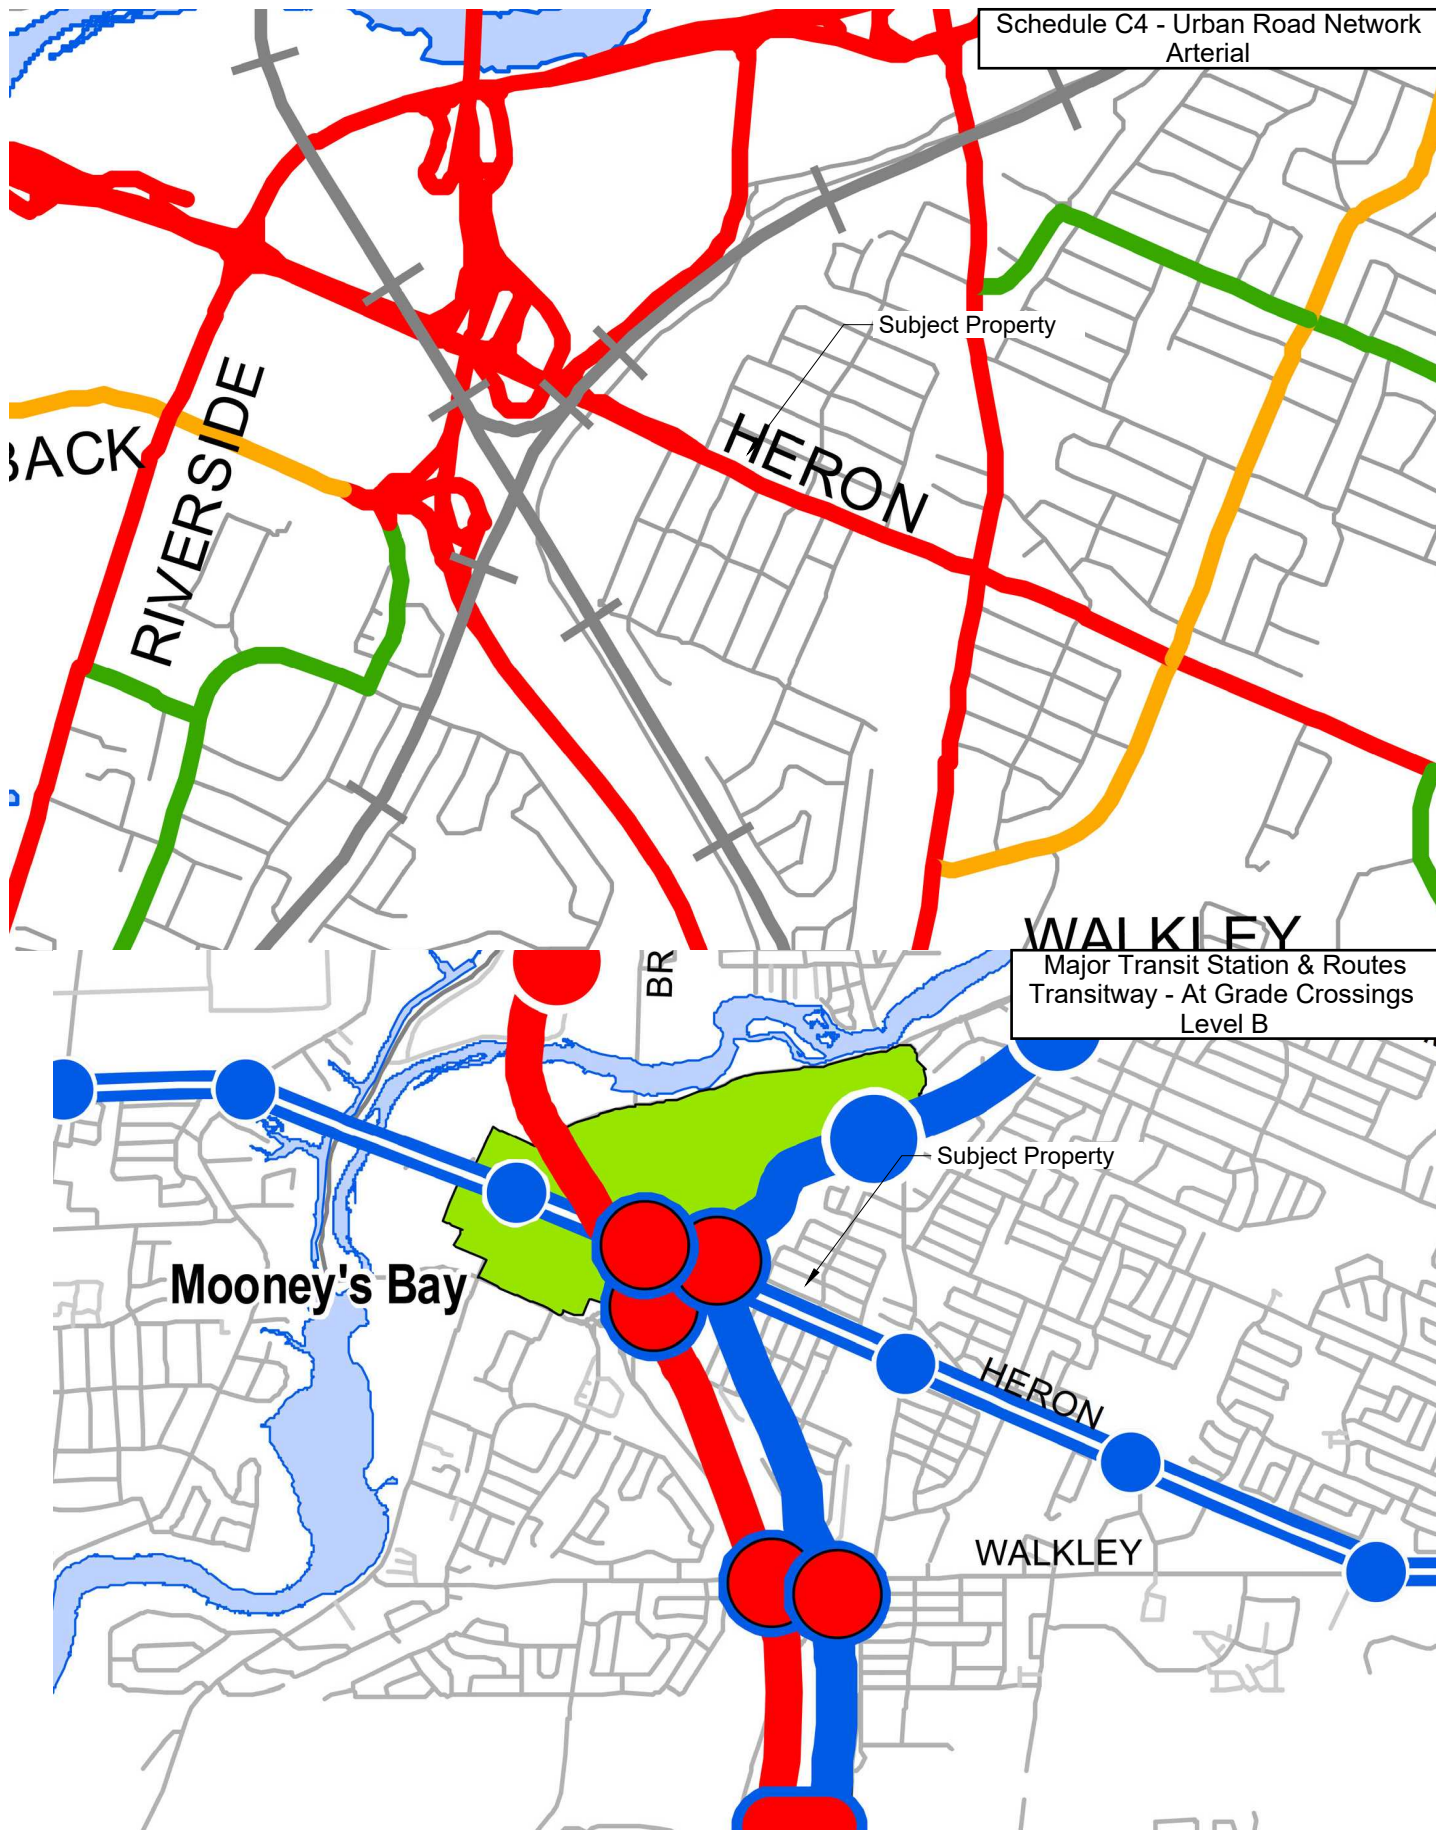 Schedule C4 - Urban Road Network
Arterial
Subject Property
RIVERSIDE
BACK
HERON
WALKLEY
BR
Major Transit Station & Routes
Transitway - At Grade Crossings
Level B
Subject Property
Mooney's Bay
HERON
WALKLEY